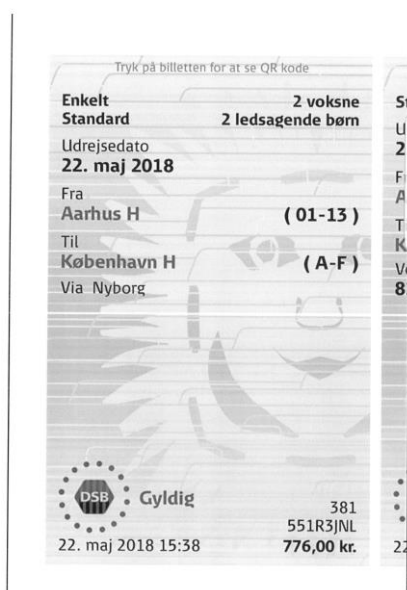 Tryk på billetten for at se QR kode
Enkelt 2 voksne
Standard 2 ledsagende børn
Udrejsedato
22. maj 2018
Fra
Aarhus H ( 01-13 )
Til
København H ( A-F )
Via Nyborg
DSB Gyldig
381
551R3JNL
22. maj 2018 15:38 776,00 kr.